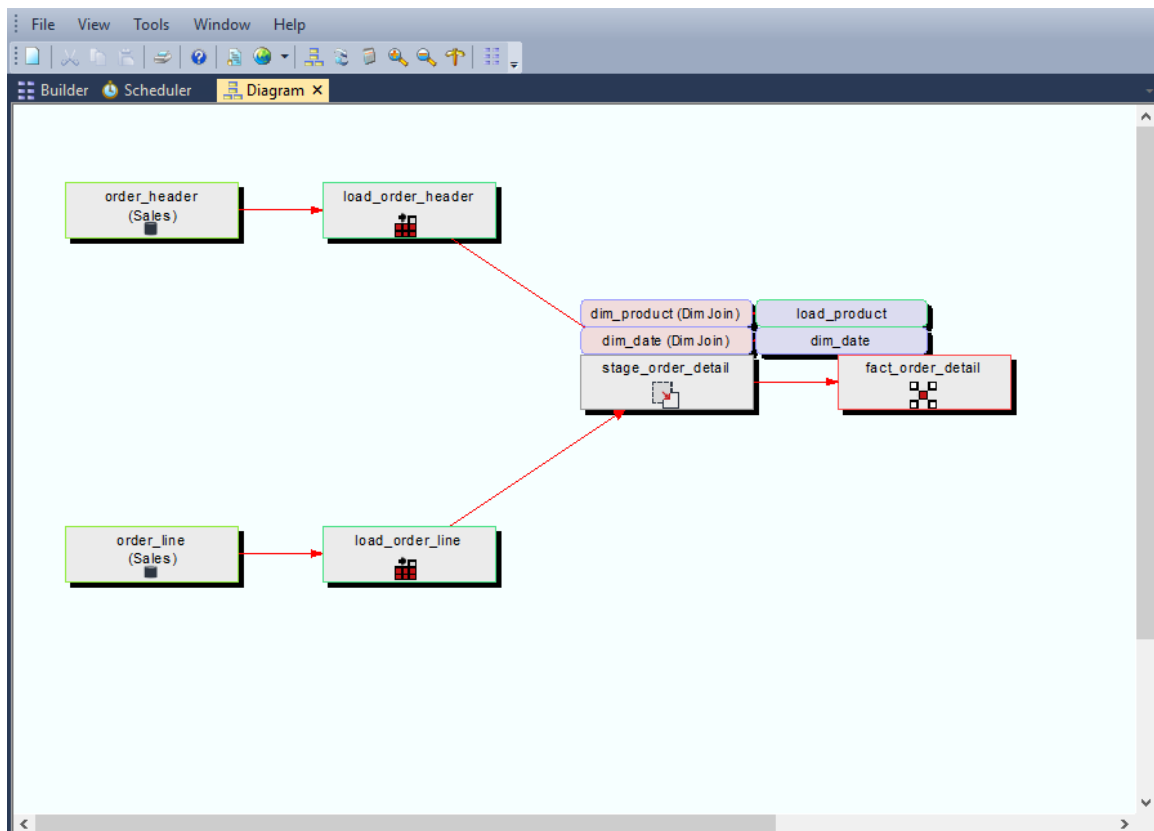 File View Tools Window Help
Builder Scheduler Diagram
order_header
(Sales)
load_order_header
dim_product (Dim Join) load_product
dim_date (Dim Join) dim_date
stage_order_detail fact_order_detail
order_line
(Sales)
load_order_line